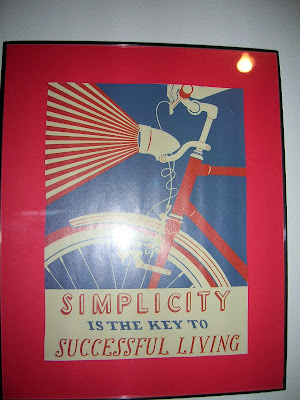 SIMPLICITY
IS THE KEY TO
SUCCESSFUL LIVING